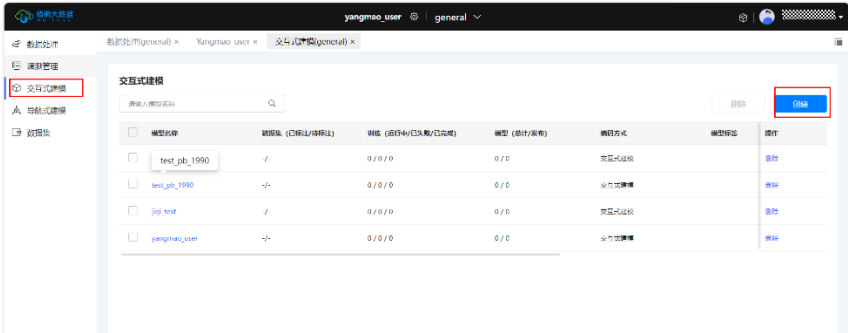 梧桐大数据
yangmao_user general
数据处理
数据处理(general) × Yangmao_user × 交互式建模(general) ×
交互式建模
导航式建模
数据集
交互式建模
请输入模型名称
删除 创建
模型名称 数据集 (已标注/待标注) 训练 (运行中/已失败/已完成) 模型 (总计/发布) 编码方式 模型标签 操作
test_pb_1990 -/- 0 / 0 / 0 0 / 0 交互式建模 删除
test_pb_1990 -/- 0 / 0 / 0 0 / 0 交互式建模 删除
jiqi_test -/- 0 / 0 / 0 0 / 0 交互式建模 删除
yangmao_user -/- 0 / 0 / 0 0 / 0 交互式建模 删除